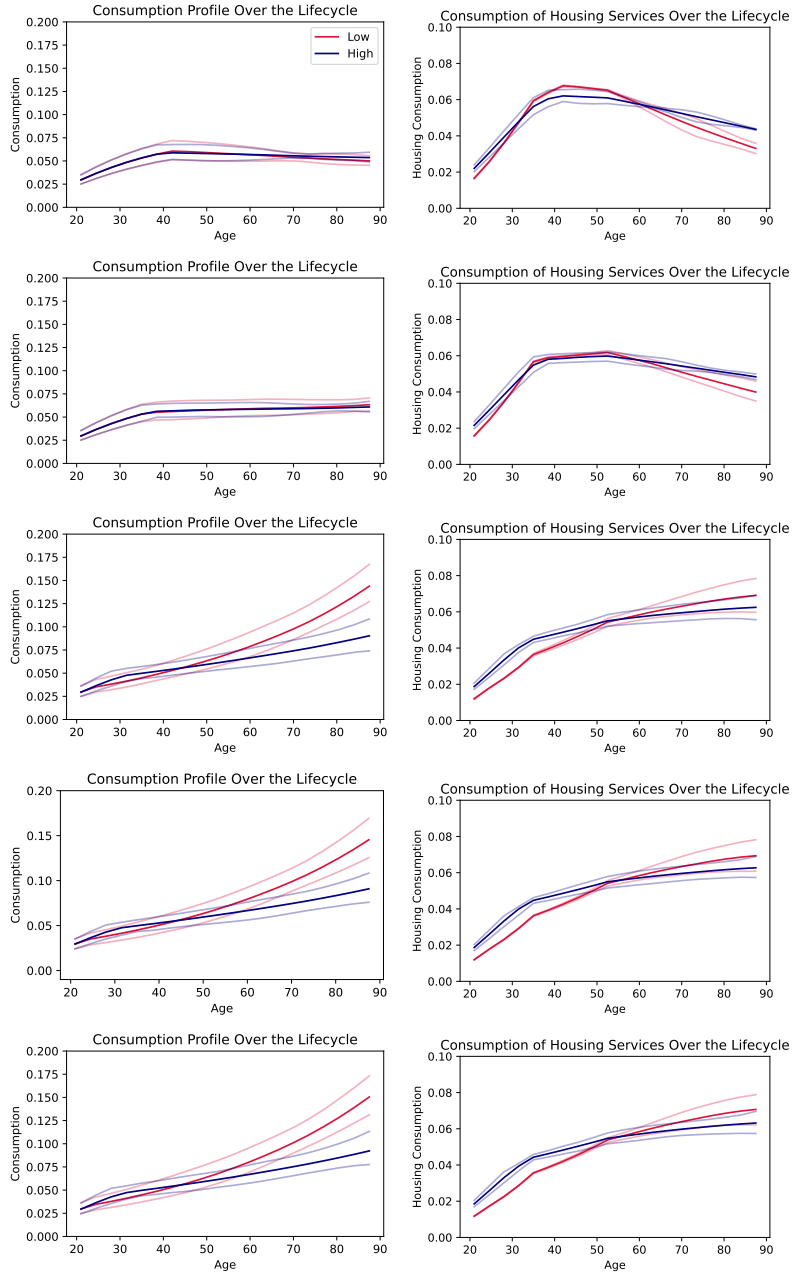 Consumption Profile Over the Lifecycle
0.200
0.175
0.150
0.125
0.100
0.075
0.050
0.025
0.000
Consumption
Low
High
20 30 40 50 60 70 80 90
Age
Consumption of Housing Services Over the Lifecycle
0.10
0.08
0.06
0.04
0.02
0.00
Housing Consumption
20 30 40 50 60 70 80 90
Age
Consumption Profile Over the Lifecycle
0.200
0.175
0.150
0.125
0.100
0.075
0.050
0.025
0.000
Consumption
20 30 40 50 60 70 80 90
Age
Consumption of Housing Services Over the Lifecycle
0.10
0.08
0.06
0.04
0.02
0.00
Housing Consumption
20 30 40 50 60 70 80 90
Age
Consumption Profile Over the Lifecycle
0.200
0.175
0.150
0.125
0.100
0.075
0.050
0.025
0.000
Consumption
20 30 40 50 60 70 80 90
Age
Consumption of Housing Services Over the Lifecycle
0.10
0.08
0.06
0.04
0.02
0.00
Housing Consumption
20 30 40 50 60 70 80 90
Age
Consumption Profile Over the Lifecycle
0.20
0.15
0.10
0.05
0.00
Consumption
20 30 40 50 60 70 80 90
Age
Consumption of Housing Services Over the Lifecycle
0.10
0.08
0.06
0.04
0.02
0.00
Housing Consumption
20 30 40 50 60 70 80 90
Age
Consumption Profile Over the Lifecycle
0.200
0.175
0.150
0.125
0.100
0.075
0.050
0.025
0.000
Consumption
20 30 40 50 60 70 80 90
Age
Consumption of Housing Services Over the Lifecycle
0.10
0.08
0.06
0.04
0.02
0.00
Housing Consumption
20 30 40 50 60 70 80 90
Age